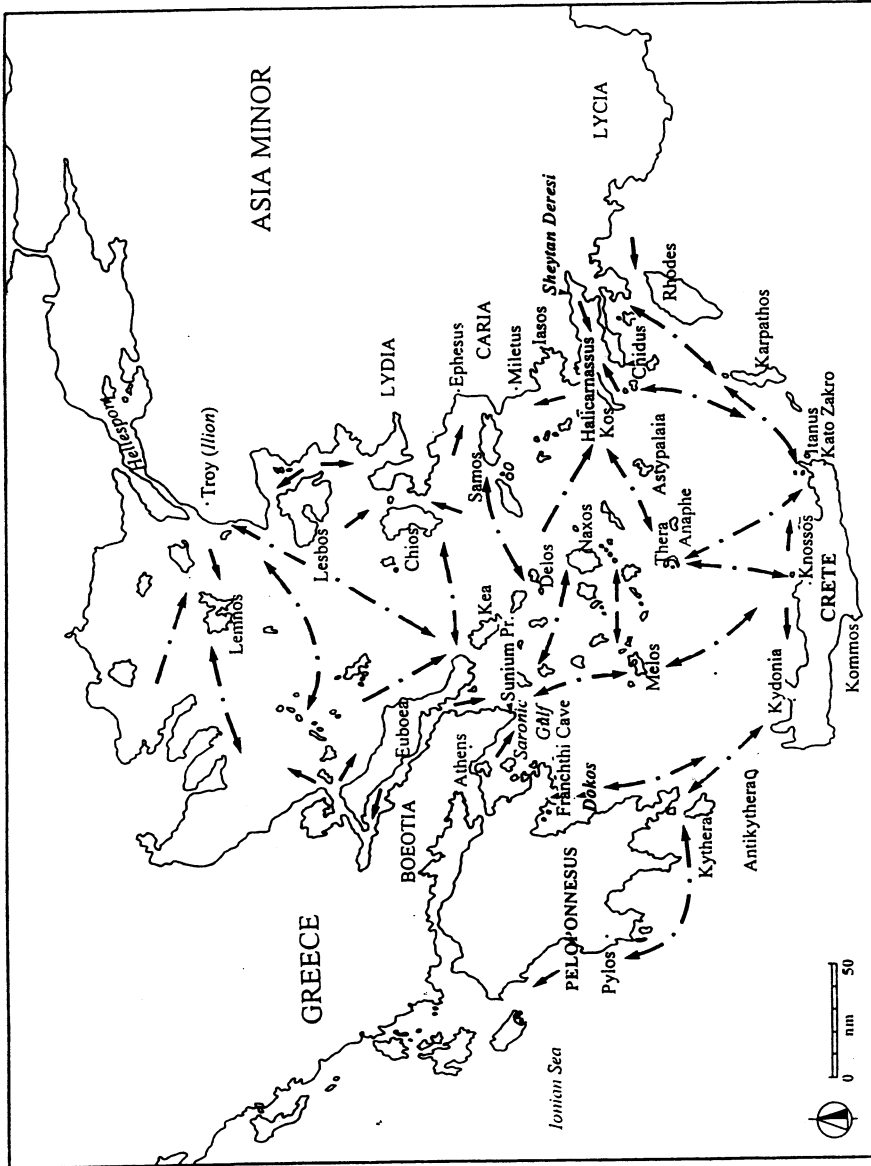 GREECE
ASIA MINOR
Hellespont
Troy (Ilion)
Lemnos
Lesbos
LYDIA
Euboea
Chios
BOEOTIA
Athens
Ephesus
CARIA
Kea
Samos
Sunium Pr.
Saronic
Gulf
Miletus
Iasos
Delos
Sheytan Deresi
Ionian Sea
Franchthi Cave
Dokos
Naxos
Halicarnassus
Kos
LYCIA
PELOPONNESUS
Pylos
Cnidus
Melos
Astypalaia
Thera
Anaphe
Rhodes
Kythera
Antikythera
Karpathos
Kydonia
Knossos
Itanus
Kato Zakro
CRETE
Kommos
0
nm
50